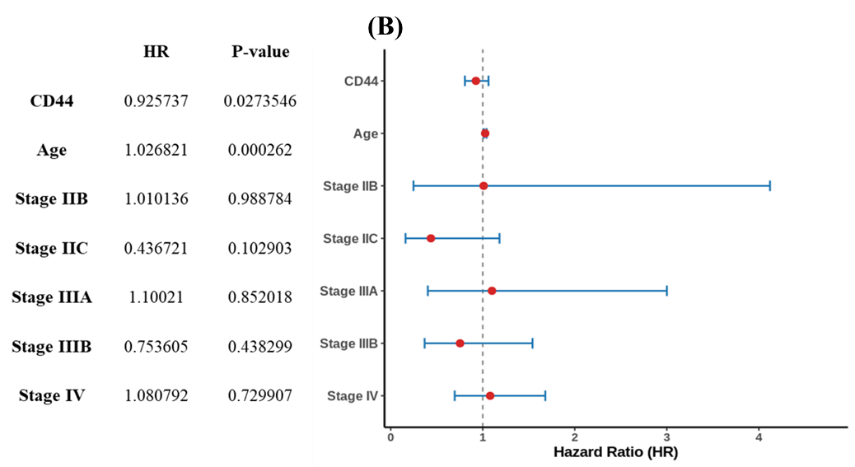 (B)
HR P-value
CD44 0.925737 0.0273546
Age 1.026821 0.000262
Stage IIB 1.010136 0.988784
Stage IIC 0.436721 0.102903
Stage IIIA 1.10021 0.852018
Stage IIIB 0.753605 0.438299
Stage IV 1.080792 0.729907
CD44
Age
Stage IIB
Stage IIC
Stage IIIA
Stage IIIB
Stage IV
0 1 2 3 4
Hazard Ratio (HR)